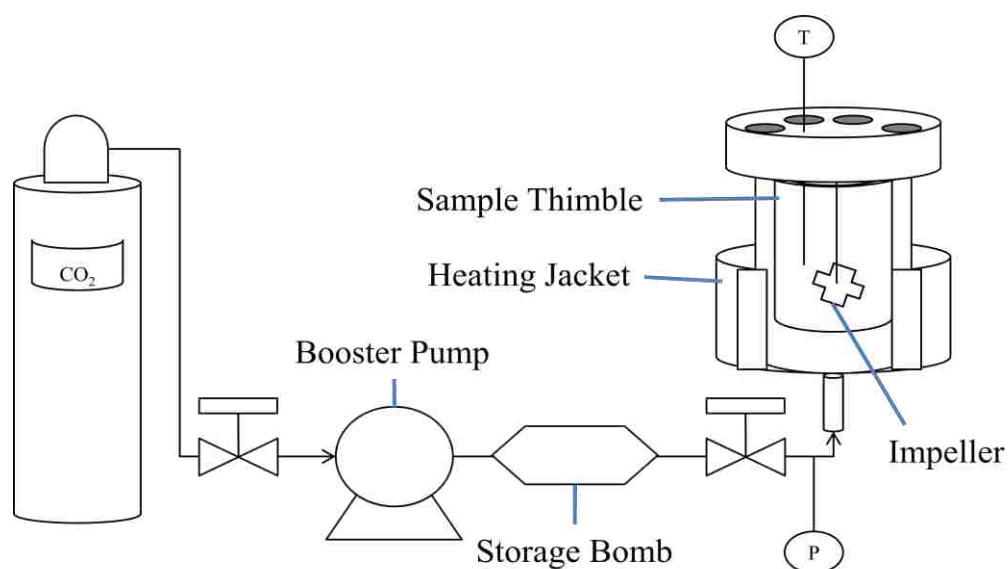 T
Sample Thimble
Heating Jacket
CO₂
Booster Pump
Impeller
Storage Bomb
P